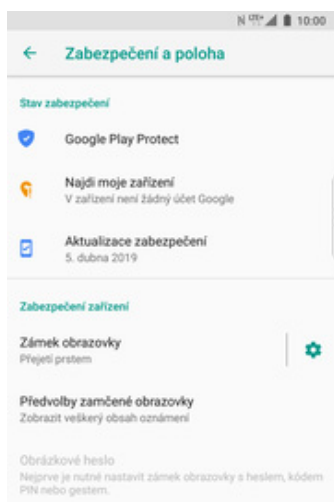 LTE+ 10:00
Zabezpečení a poloha
Stav zabezpečení
Google Play Protect
Najdi moje zařízení
V zařízení není žádný účet Google
Aktualizace zabezpečení
5. dubna 2019
Zabezpečení zařízení
Zámek obrazovky
Přejetí prstem
Předvolby zamčené obrazovky
Zobrazit veškerý obsah oznámení
Obrázkové heslo
Nejprve je nutné nastavit zámek obrazovky s heslem, kódem
PIN nebo gestem.